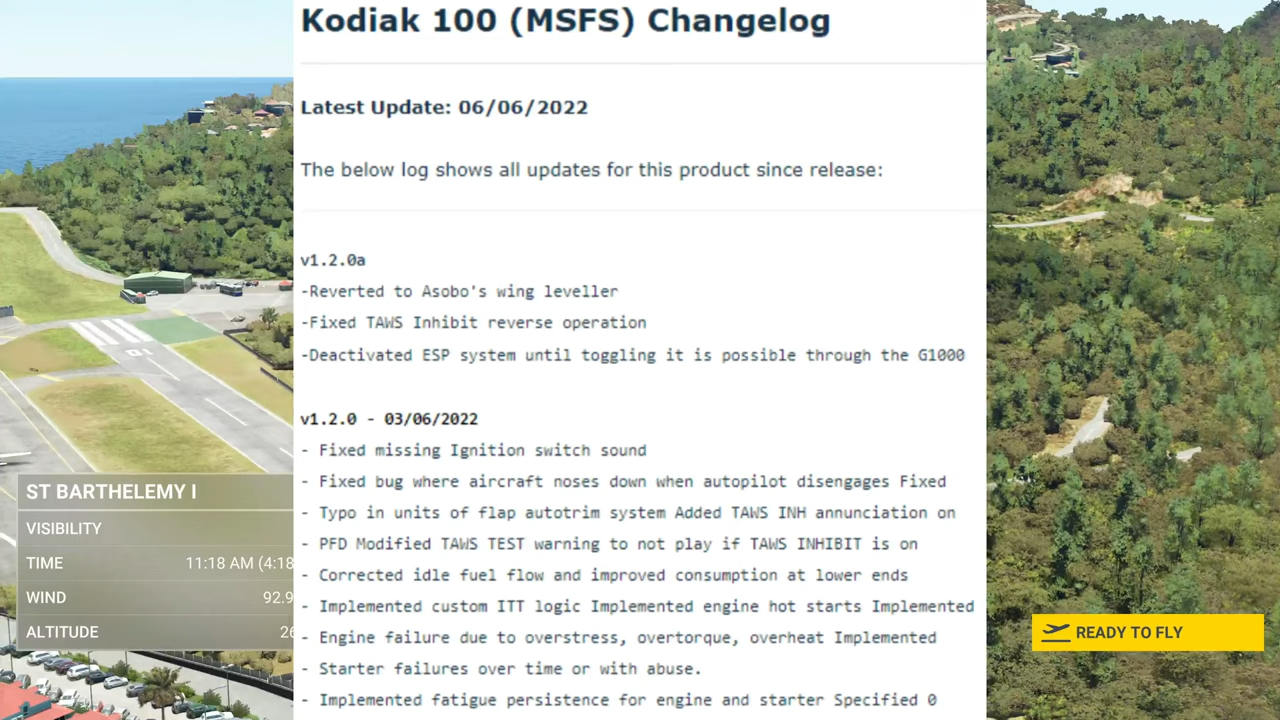 Kodiak 100 (MSFS) Changelog
Latest Update: 06/06/2022
The below log shows all updates for this product since release:
v1.2.0a
-Reverted to Asobo's wing leveller
-Fixed TAWS Inhibit reverse operation
-Deactivated ESP system until toggling it is possible through the G1000
v1.2.0 - 03/06/2022
- Fixed missing Ignition switch sound
- Fixed bug where aircraft noses down when autopilot disengages Fixed
- Typo in units of flap autotrim system Added TAWS INH annunciation on
- PFD Modified TAWS TEST warning to not play if TAWS INHIBIT is on
- Corrected idle fuel flow and improved consumption at lower ends
- Implemented custom ITT logic Implemented engine hot starts Implemented
- Engine failure due to overstress, overtorque, overheat Implemented
- Starter failures over time or with abuse.
- Implemented fatigue persistence for engine and starter Specified 0
ST BARTHELEMY I
VISIBILITY
TIME 11:18 AM (4:18
WIND 92.9
ALTITUDE 26
READY TO FLY
01